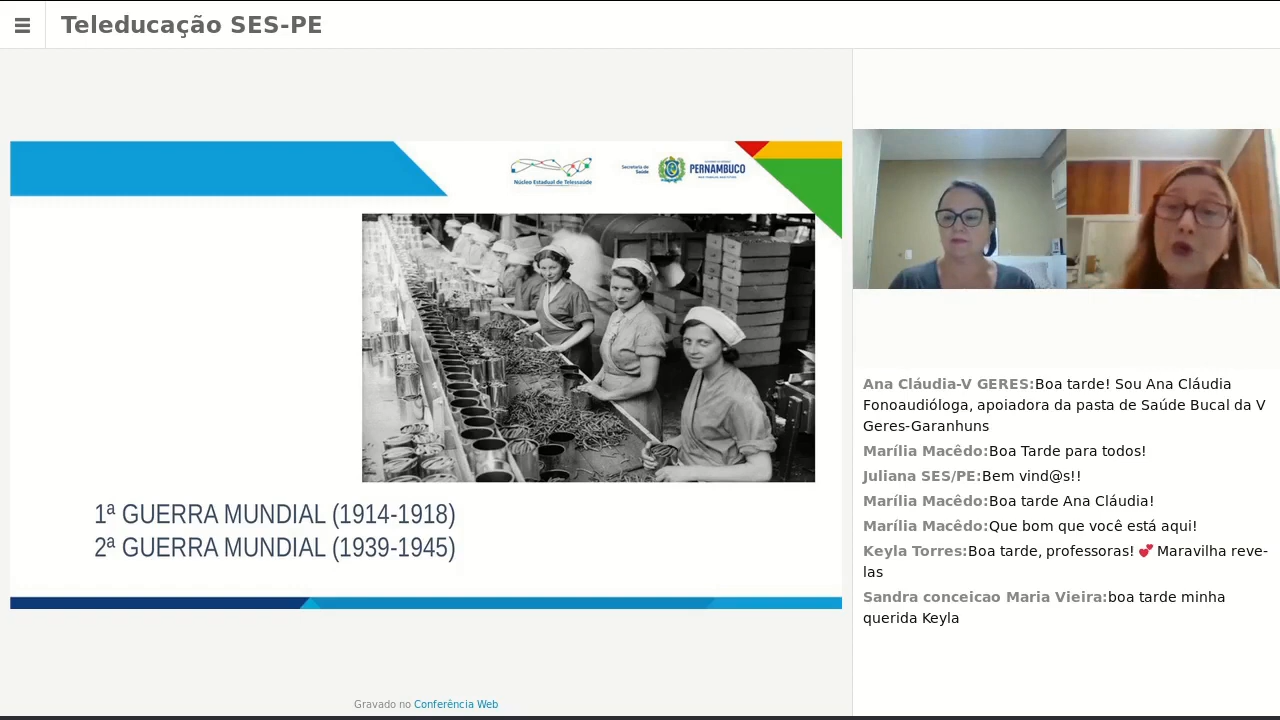 Teleducação SES-PE
Núcleo Estadual de Telessaúde
Secretaria de
Saúde
PERNAMBUCO
1ª GUERRA MUNDIAL (1914-1918)
2ª GUERRA MUNDIAL (1939-1945)
Gravado no Conferência Web
Ana Cláudia-V GERES:Boa tarde! Sou Ana Cláudia
Fonoaudióloga, apoiadora da pasta de Saúde Bucal da V
Geres-Garanhuns
Marília Macêdo:Boa Tarde para todos!
Juliana SES/PE:Bem vind@s!!
Marília Macêdo:Boa tarde Ana Cláudia!
Marília Macêdo:Que bom que você está aqui!
Keyla Torres:Boa tarde, professoras! 💕 Maravilha reve-
las
Sandra conceicao Maria Vieira:boa tarde minha
querida Keyla